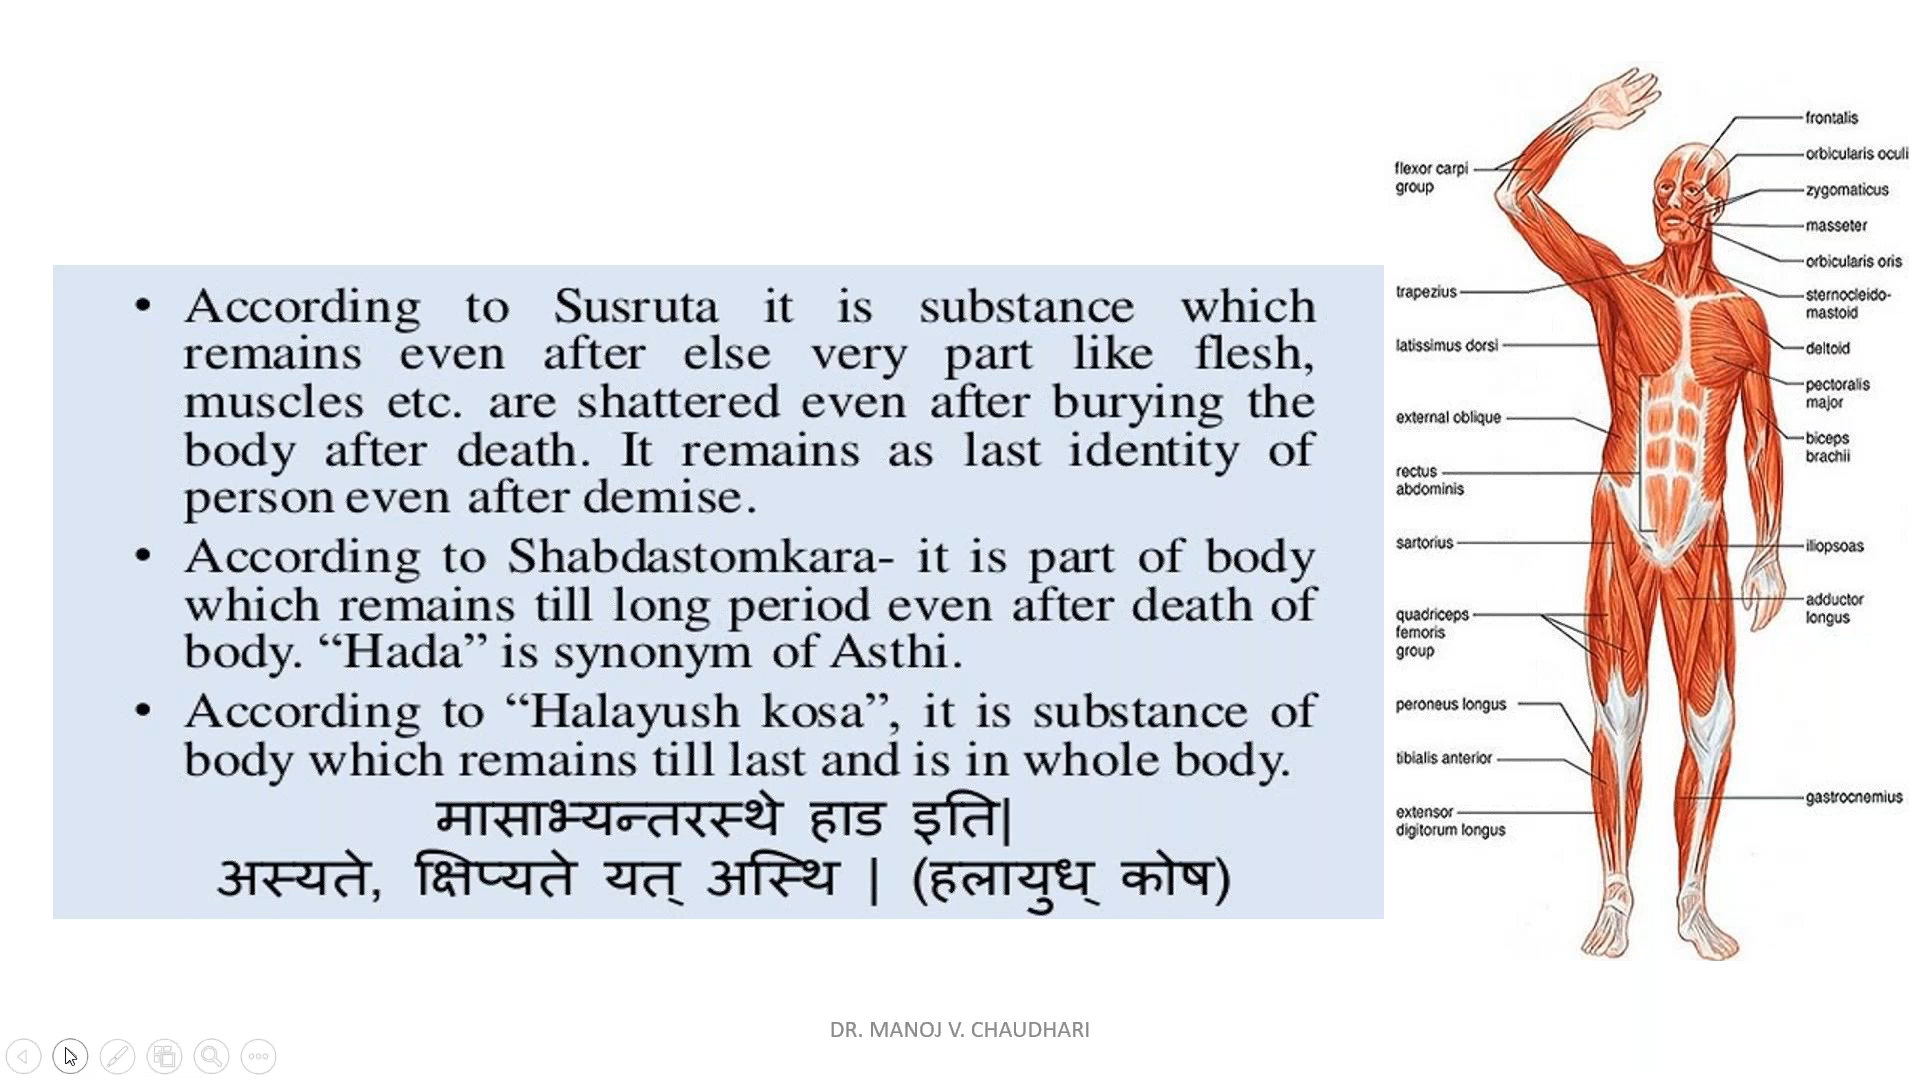 • According to Susruta it is substance which
remains even after else very part like flesh,
muscles etc. are shattered even after burying the
body after death. It remains as last identity of
person even after demise.
• According to Shabdastomkara- it is part of body
which remains till long period even after death of
body. “Hada” is synonym of Asthi.
• According to “Halayush kosa”, it is substance of
body which remains till last and is in whole body.
मासाभ्यन्तरस्थे हाड इति|
अस्यते, क्षिप्यते यत् अस्थि | (हलायुध् कोष)
flexor carpi
group
trapezius
latissimus dorsi
external oblique
rectus
abdominis
sartorius
quadriceps
femoris
group
peroneus longus
tibialis anterior
extensor
digitorum longus
frontalis
orbicularis oculi
zygomaticus
masseter
orbicularis oris
sternocleido-
mastoid
deltoid
pectoralis
major
biceps
brachii
iliopsoas
adductor
longus
gastrocnemius
DR. MANOJ V. CHAUDHARI